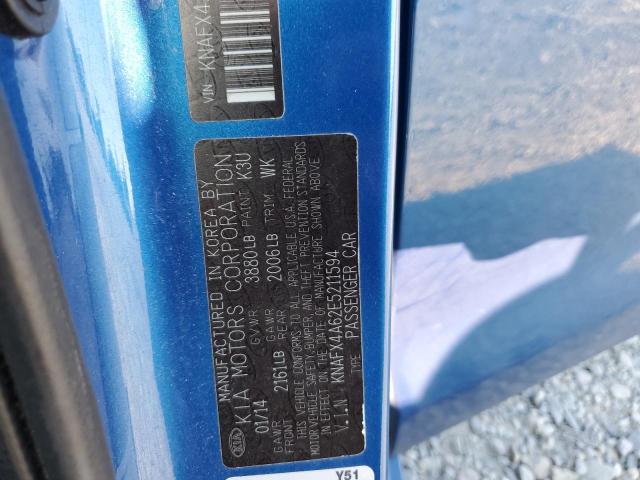 VIN: KNAFX4
MANUFACTURED IN KOREA BY
KIA KIA MOTORS CORPORATION
01/14 GVWR 3880LB PAINT K3U
GAWR FRONT 2161LB GAWR REAR 2006LB TRIM WK
THIS VEHICLE CONFORMS TO ALL APPLICABLE U.S.A. FEDERAL
MOTOR VEHICLE SAFETY, BUMPER, AND THEFT PREVENTION STANDARDS
IN EFFECT ON THE DATE OF MANUFACTURE SHOWN ABOVE
V.I.N KNAFX4A62E5211594
TYPE PASSENGER CAR
Y51